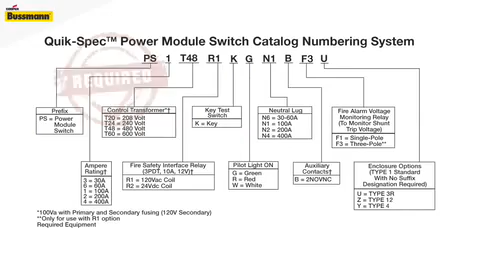 COOPER
Bussmann
Quik-Spec™ Power Module Switch Catalog Numbering System
PS 1 T48 R1 K G N1 B F3 U
REQUIRED
Prefix
PS = Power
Module
Switch
Control Transformer*†
T20 = 208 Volt
T24 = 240 Volt
T48 = 480 Volt
T60 = 600 Volt
Key Test
Switch
K = Key
Neutral Lug
N6 = 30-60A
N1 = 100A
N2 = 200A
N4 = 400A
Fire Alarm Voltage
Monitoring Relay
(To Monitor Shunt
Trip Voltage)
F1 = Single-Pole
F3 = Three-Pole**
Ampere
Rating†
3 = 30A
6 = 60A
1 = 100A
2 = 200A
4 = 400A
Fire Safety Interface Relay
(3PDT, 10A, 12V)†
R1 = 120Vac Coil
R2 = 24Vdc Coil
Pilot Light ON
G = Green
R = Red
W = White
Auxiliary
Contacts†
B = 2NOVNC
Enclosure Options
(TYPE 1 Standard
With No Suffix
Designation Required)
U = TYPE 3R
Z = TYPE 12
Y = TYPE 4
*100Va with Primary and Secondary fusing (120V Secondary)
**Only for use with R1 option
Required Equipment